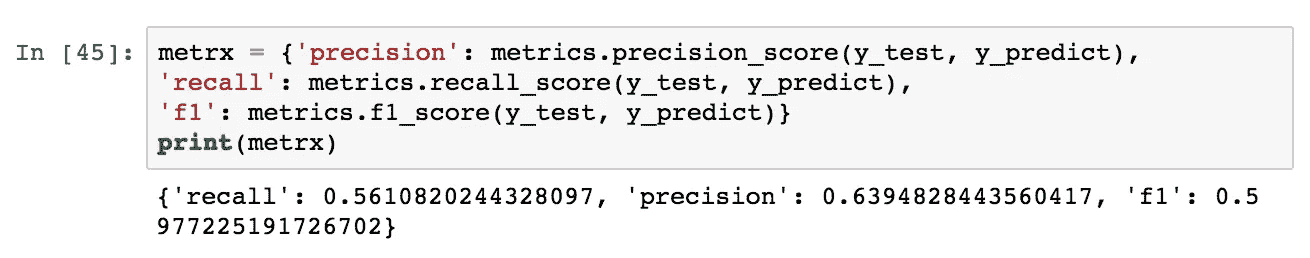 In [45]: metrx = {'precision': metrics.precision_score(y_test, y_predict),
'recall': metrics.recall_score(y_test, y_predict),
'f1': metrics.f1_score(y_test, y_predict)}
print(metrx)
{'recall': 0.5610820244328097, 'precision': 0.6394828443560417, 'f1': 0.5
977225191726702}